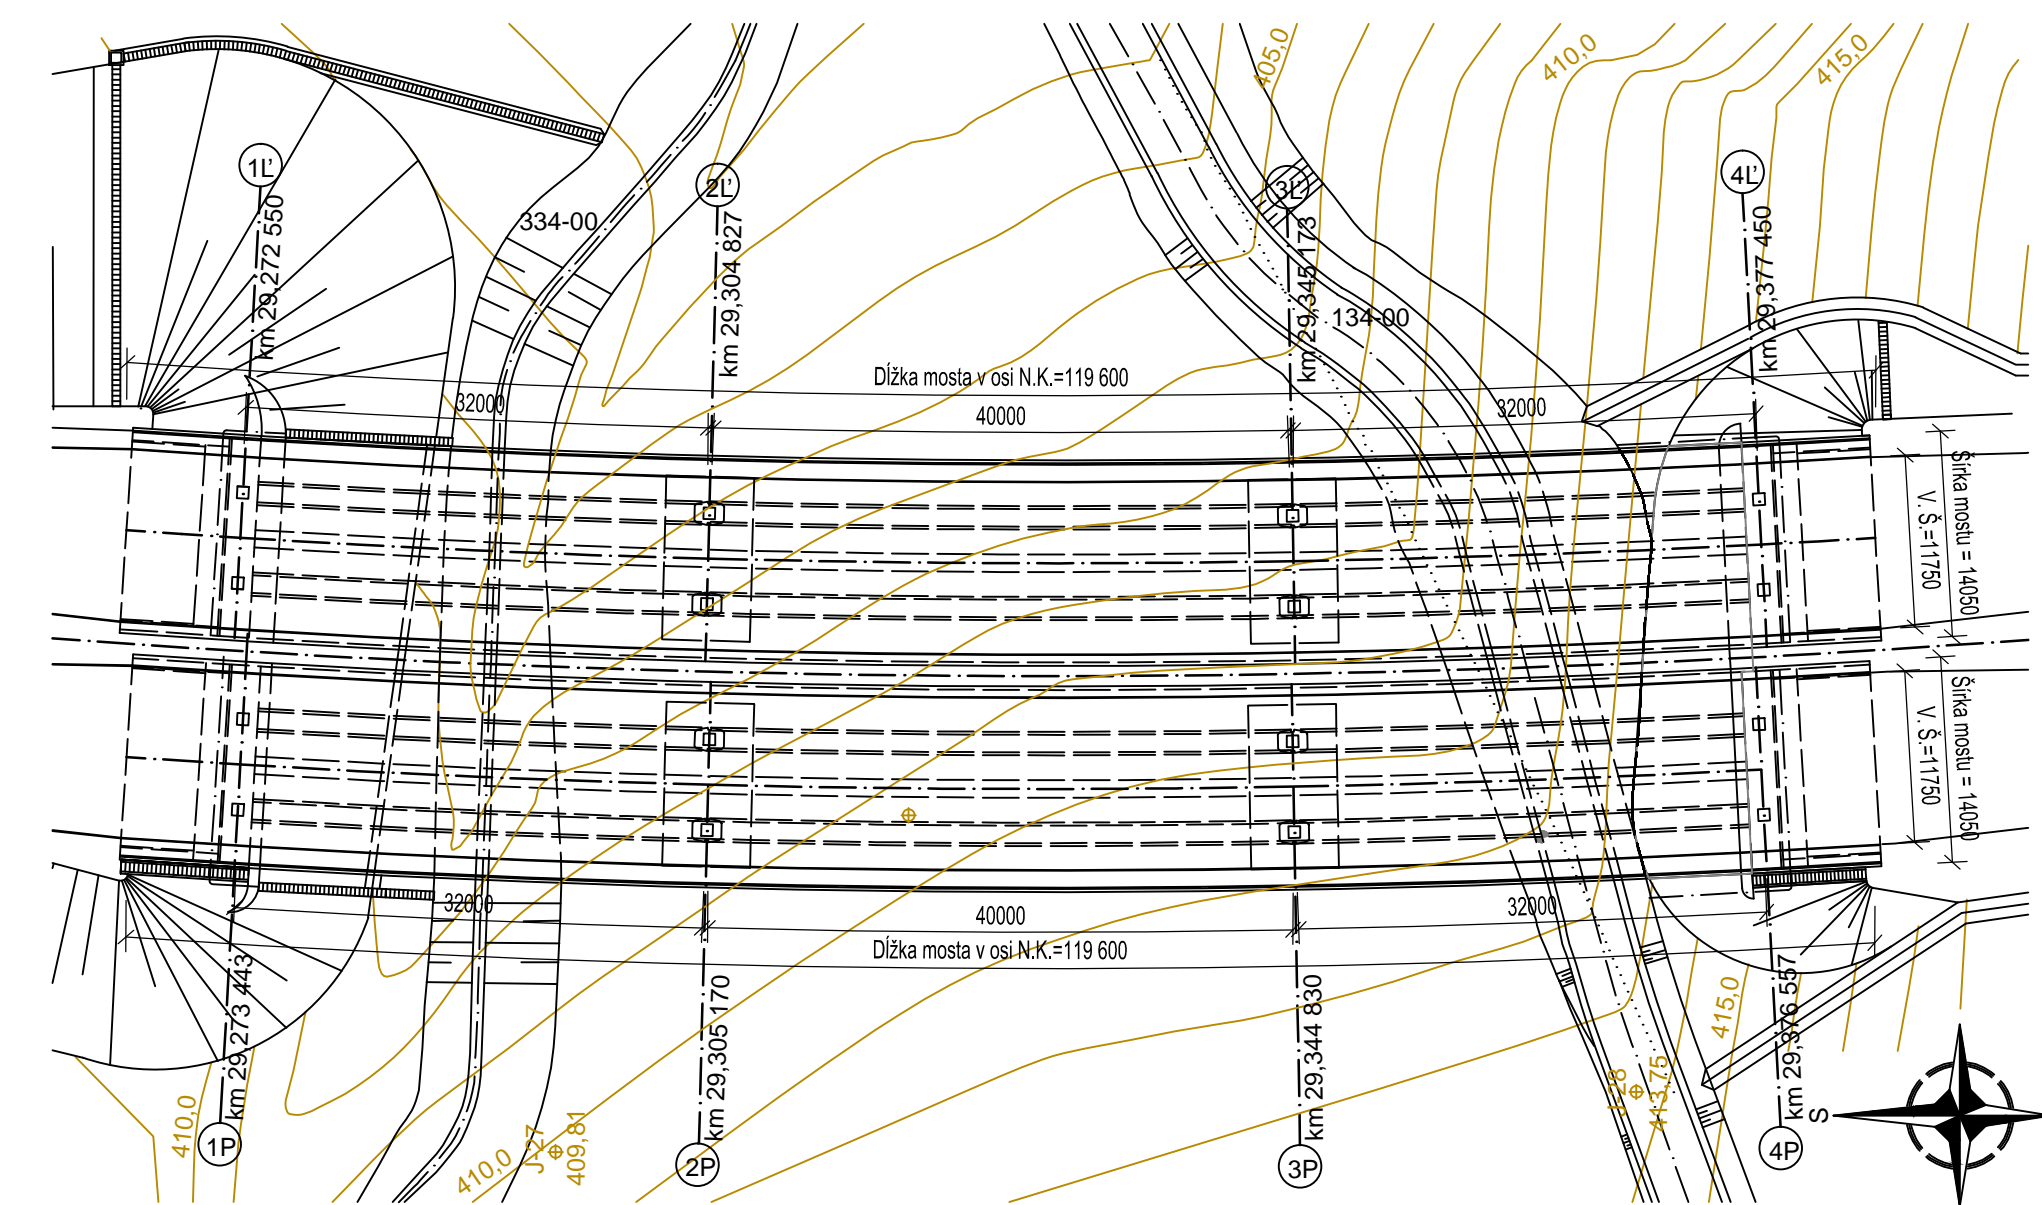 405,0
410,0
415,0
1Ľ
2Ľ
3Ľ
4Ľ
334-00
134-00
km 29,272 550
km 29,304 827
km 29,345 173
km 29,377 450
Dĺžka mosta v osi N.K.=119 600
32000
40000
32000
Šírka mostu = 14050
V. Š.=11750
Šírka mostu = 14050
V. Š.=11750
32000
40000
32000
Dĺžka mosta v osi N.K.=119 600
km 29,273 443
km 29,305 170
km 29,344 830
km 29,376 557
415,0
410,0
410,0
J-27
409,81
J-28
413,75
S
1P
2P
3P
4P